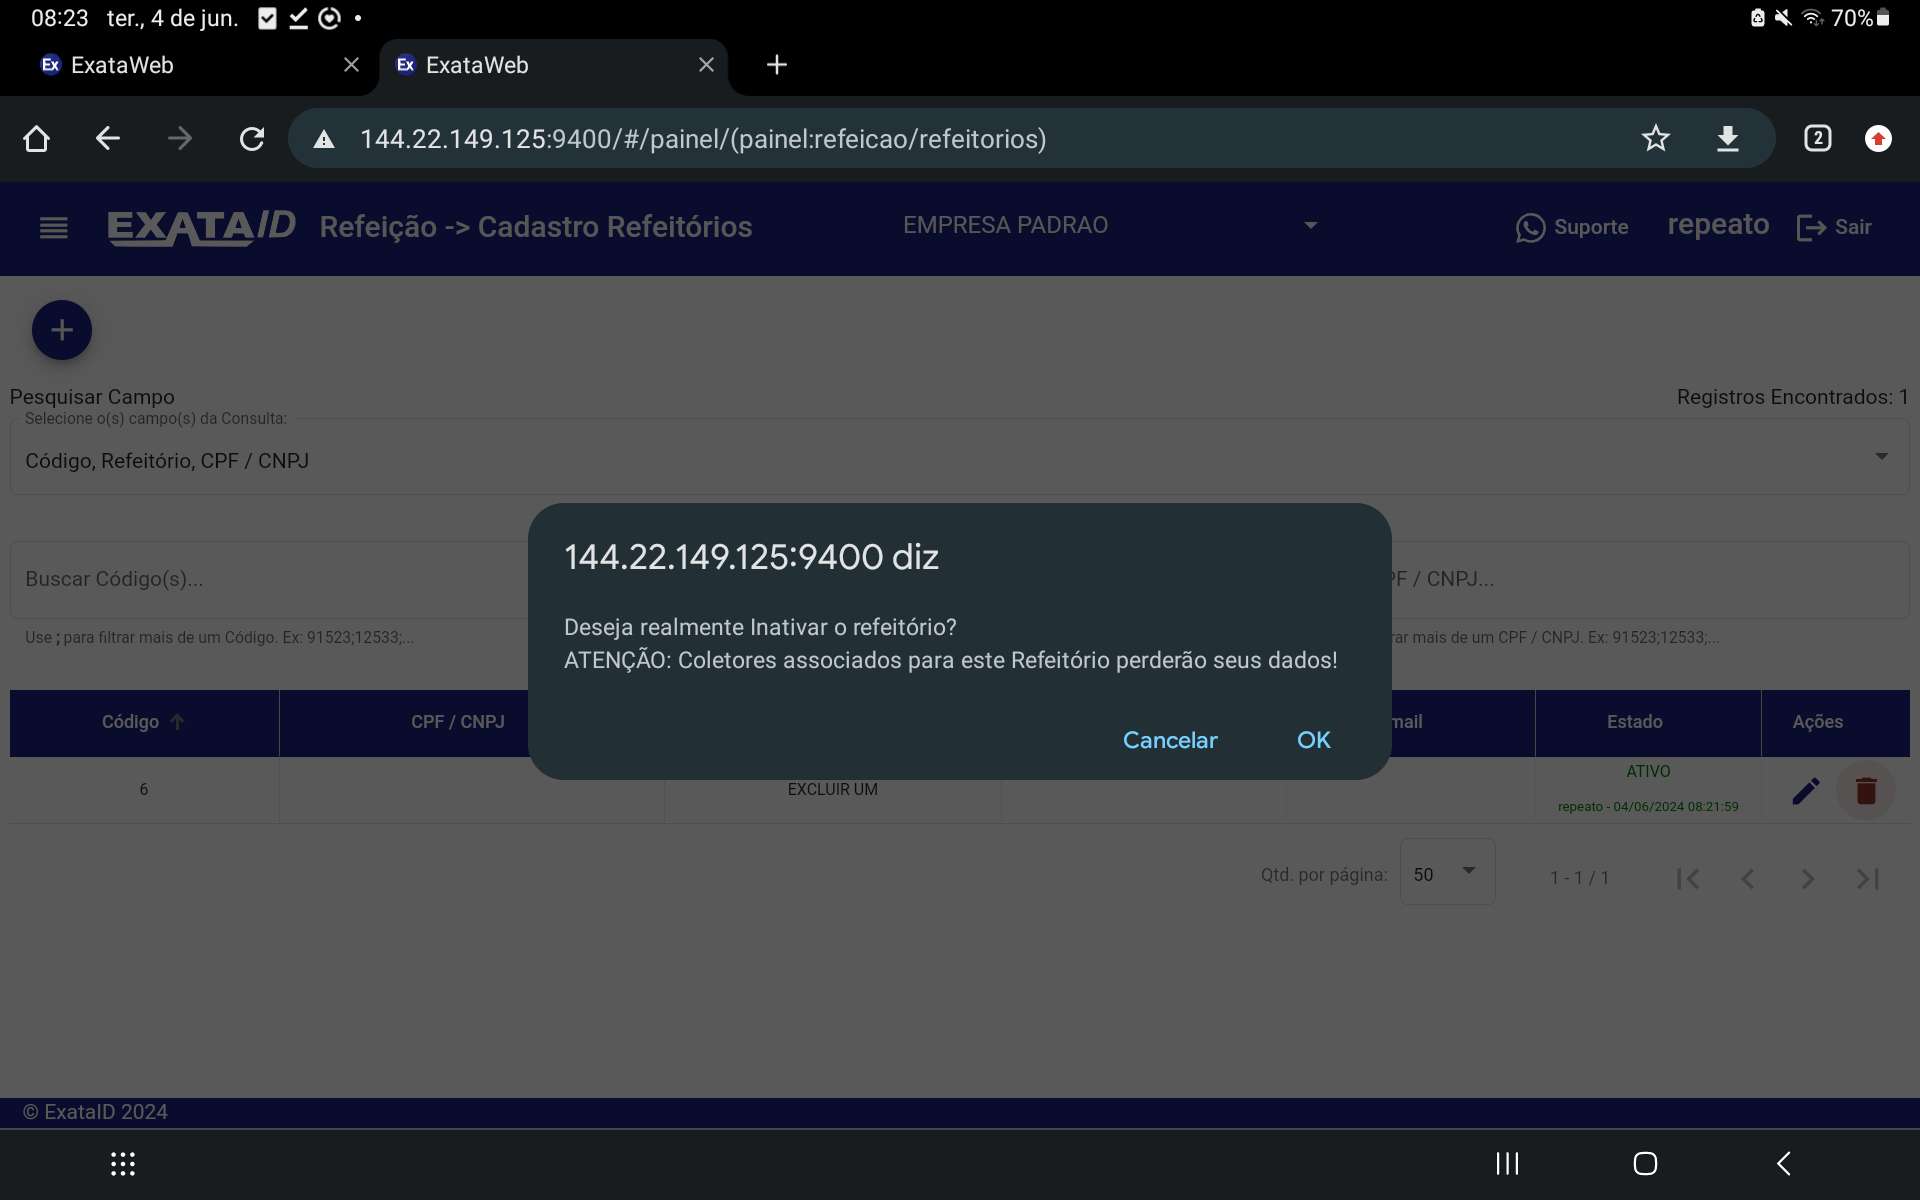 08:23 ter., 4 de jun.
70%
Ex ExataWeb
Ex ExataWeb
144.22.149.125:9400/#/painel/(painel:refeicao/refeitorios)
2
EXATAID
Refeição -> Cadastro Refeitórios
EMPRESA PADRAO
Suporte
repeato
Sair
Pesquisar Campo
Registros Encontrados: 1
Selecione o(s) campo(s) da Consulta:
Código, Refeitório, CPF / CNPJ
144.22.149.125:9400 diz
Deseja realmente Inativar o refeitório?
ATENÇÃO: Coletores associados para este Refeitório perderão seus dados!
Cancelar
OK
Buscar Código(s)...
PF / CNPJ...
Use ; para filtrar mais de um Código. Ex: 91523;12533;...
rar mais de um CPF / CNPJ. Ex: 91523;12533;...
Código
CPF / CNPJ
mail
Estado
Ações
6
EXCLUIR UM
ATIVO
repeato - 04/06/2024 08:21:59
Qtd. por página:
50
1 - 1 / 1
© ExataID 2024